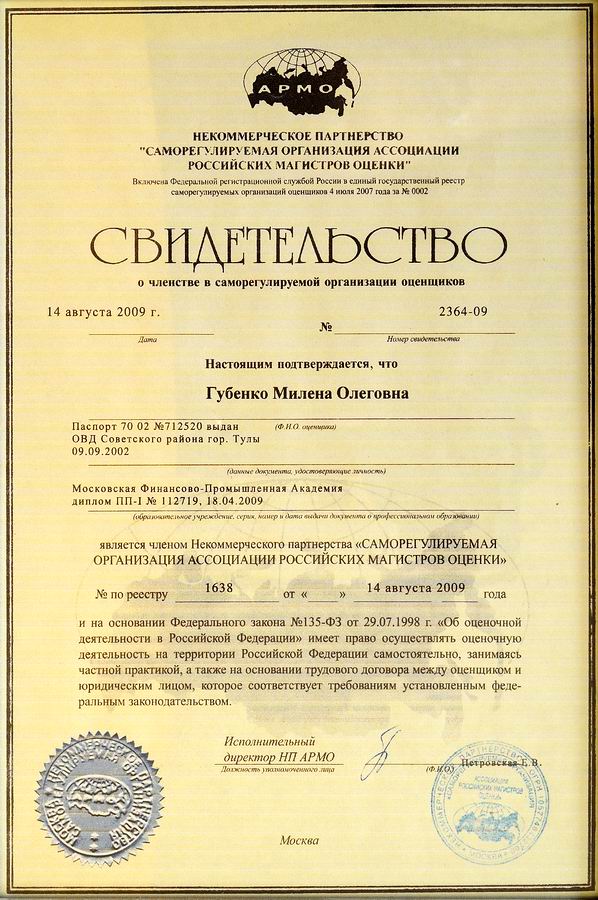 АРМО
НЕКОММЕРЧЕСКОЕ ПАРТНЕРСТВО
"САМОРЕГУЛИРУЕМАЯ ОРГАНИЗАЦИЯ АССОЦИАЦИИ
РОССИЙСКИХ МАГИСТРОВ ОЦЕНКИ"
Включена Федеральной регистрационной службой России в единый государственный реестр
саморегулируемых организаций оценщиков 4 июля 2007 года за № 0002
СВИДЕТЕЛЬСТВО
о членстве в саморегулируемой организации оценщиков
14 августа 2009 г. № 2364-09
Дата Номер свидетельства
Настоящим подтверждается, что
Губенко Милена Олеговна
Паспорт 70 02 №712520 выдан (Ф.И.О. оценщика)
ОВД Советского района гор. Тулы
09.09.2002
(данные документа, удостоверяющие личность)
Московская Финансово-Промышленная Академия
диплом ПП-I № 112719, 18.04.2009
(образовательное учреждение, серия, номер и дата выдачи документа о профессиональном образовании)
является членом Некоммерческого партнерства «САМОРЕГУЛИРУЕМАЯ
ОРГАНИЗАЦИЯ АССОЦИАЦИИ РОССИЙСКИХ МАГИСТРОВ ОЦЕНКИ»
№ по реестру 1638 от « » 14 августа 2009 года
и на основании Федерального закона №135-ФЗ от 29.07.1998 г. «Об оценочной
деятельности в Российской Федерации» имеет право осуществлять оценочную
деятельность на территории Российской Федерации самостоятельно, занимаясь
частной практикой, а также на основании трудового договора между оценщиком и
юридическим лицом, которое соответствует требованиям установленным феде-
ральным законодательством.
Исполнительный
директор НП АРМО
Должность уполномоченного лица (Ф.И.О.) Петровская Е.В.
АССОЦИАЦИИ
РОССИЙСКИХ МАГИСТРОВ
ОЦЕНКИ
МОСКВА
Москва